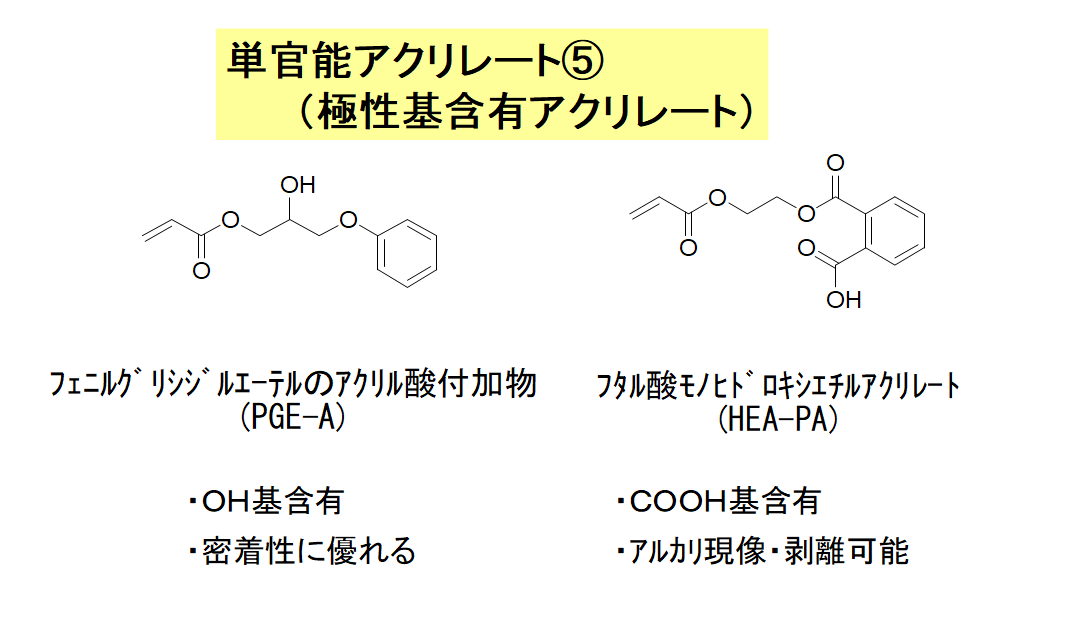 単官能アクリレート⑤
（極性基含有アクリレート）
OH
O
O
O
O
O
O
O
O
OH
ﾌｪﾆﾙｸﾞﾘｼｼﾞﾙｴｰﾃﾙのｱｸﾘﾙ酸付加物
(PGE-A)
ﾌﾀﾙ酸ﾓﾉﾋﾄﾞﾛｷｼｴﾁﾙｱｸﾘﾚｰﾄ
(HEA-PA)
・ＯＨ基含有
・密着性に優れる
・ＣＯＯＨ基含有
・ｱﾙｶﾘ現像・剥離可能